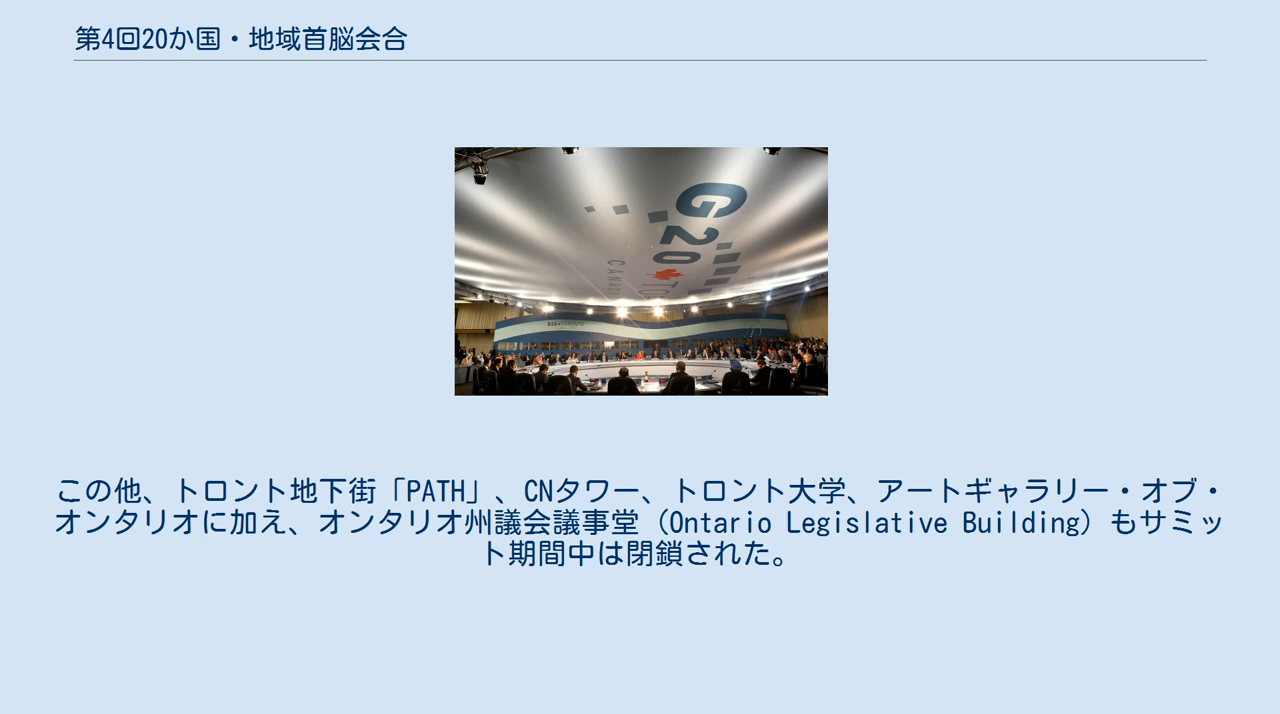 第4回20か国・地域首脳会合
G20
CANAD
TO
この他、トロント地下街「PATH」、CNタワー、トロント大学、アートギャラリー・オブ・
オンタリオに加え、オンタリオ州議会議事堂（Ontario Legislative Building）もサミッ
ト期間中は閉鎖された。